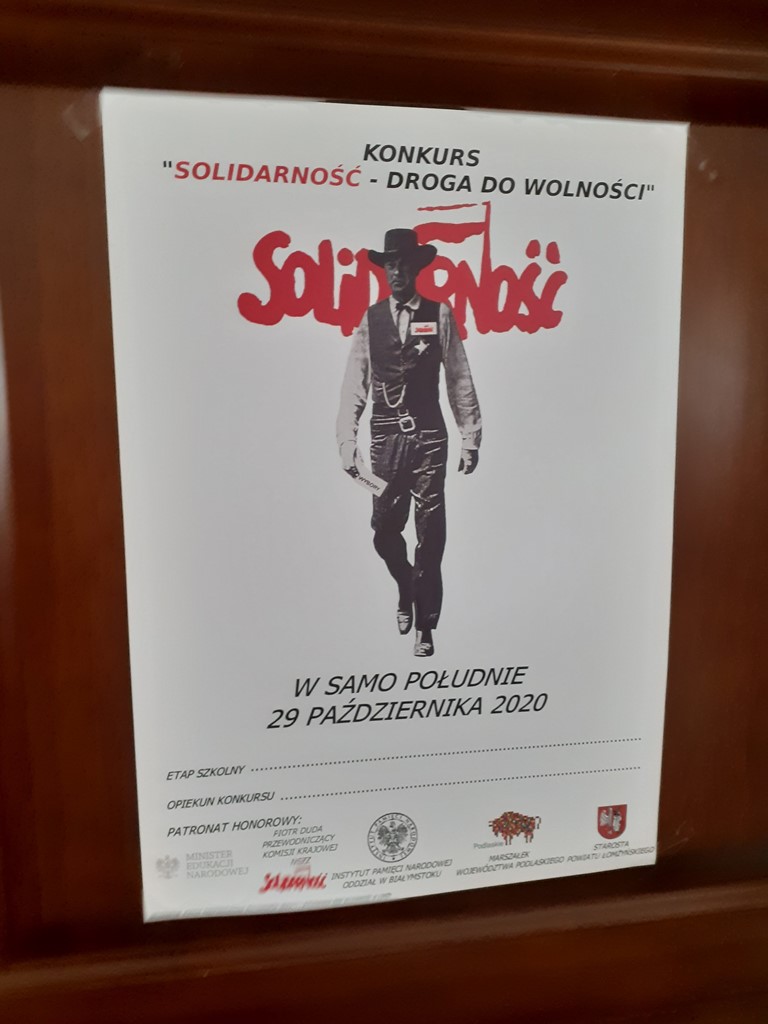 KONKURS
"SOLIDARNOŚĆ - DROGA DO WOLNOŚCI"
SOLIDARNOŚĆ
W SAMO POŁUDNIE
29 PAŹDZIERNIKA 2020
ETAP SZKOLNY ........................................................
OPIEKUN KONKURSU ........................................................
PATRONAT HONOROWY:
MINISTER
EDUKACJI
NARODOWEJ
PIOTR DUDA
PRZEWODNICZĄCY
KOMISJI KRAJOWEJ
NSZZ
Solidarność
INSTYTUT PAMIĘCI NARODOWEJ
ODDZIAŁ W BIAŁYMSTOKU
Podlaskie
MARSZAŁEK
WOJEWÓDZTWA PODLASKIEGO
STAROSTA
POWIATU ŁOMŻYŃSKIEGO